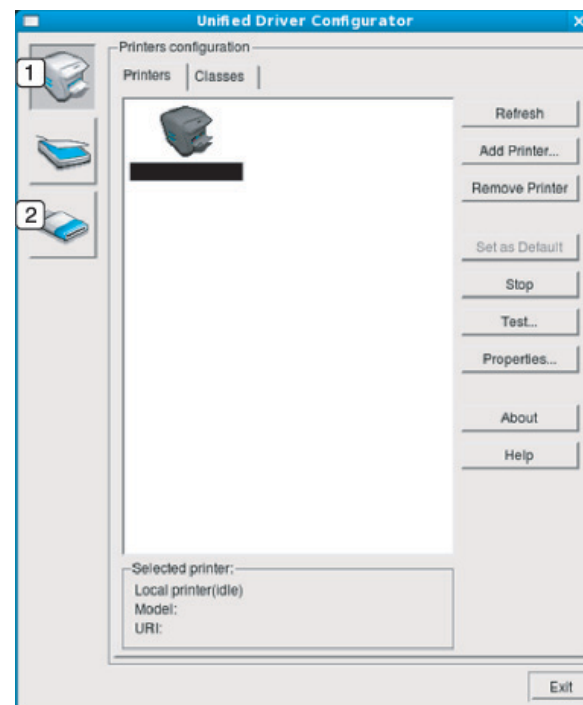 Unified Driver Configurator
1
2
Printers configuration
Printers
Classes
Refresh
Add Printer...
Remove Printer
Set as Default
Stop
Test...
Properties...
About
Help
Selected printer:
Local printer(idle)
Model:
URI:
Exit